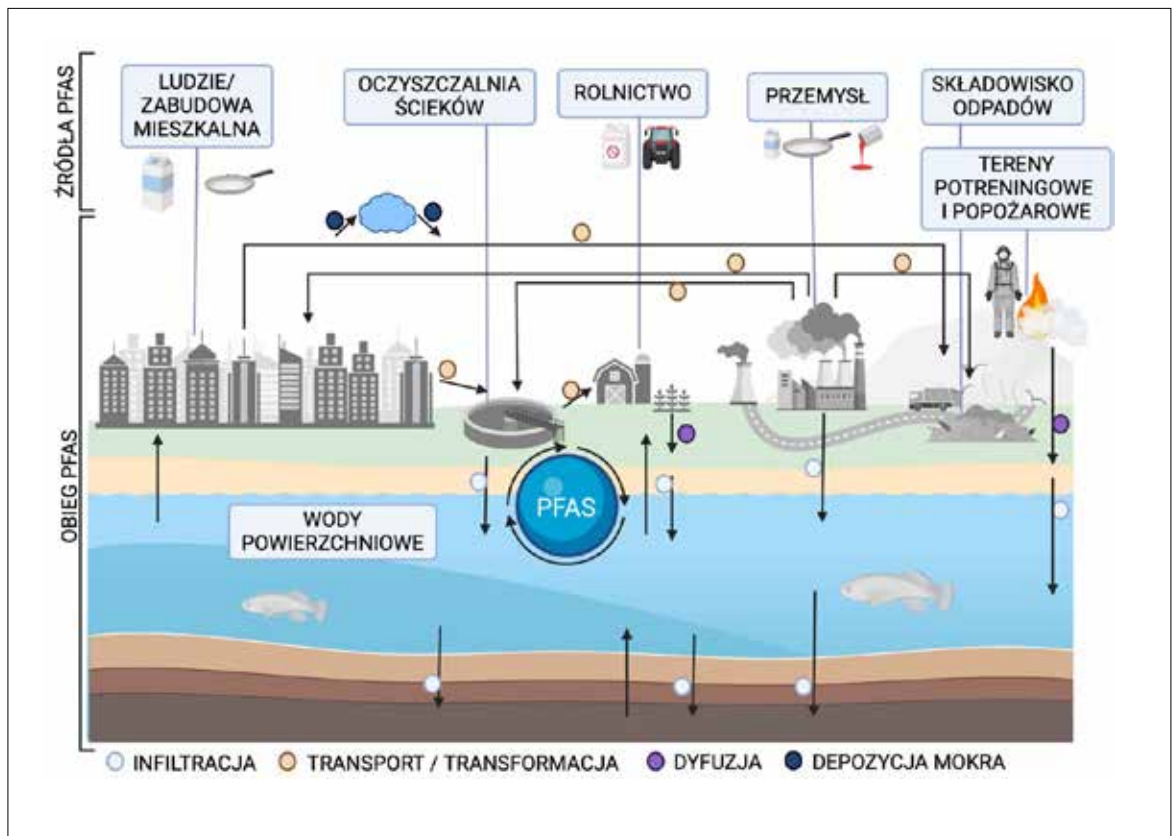 ŹRÓDŁA PFAS
LUDZIE/
ZABUDOWA
MIESZKALNA
OCZYSZCZALNIA
ŚCIEKÓW
ROLNICTWO
PRZEMYSŁ
SKŁADOWISKO
ODPADÓW
TERENY
POTRENINGOWE
I POPOŻAROWE
OBIEG PFAS
PFAS
WODY
POWIERZCHNIOWE
INFILTRACJA
TRANSPORT / TRANSFORMACJA
DYFUZJA
DEPOZYCJA MOKRA